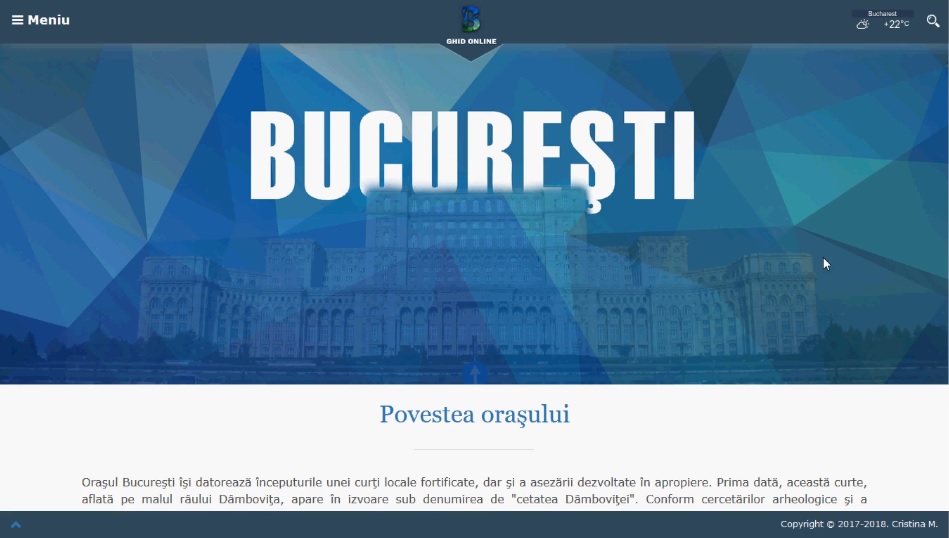 Meniu
GHID ONLINE
Bucharest
+22°C
BUCUREŞTI
Povestea oraşului
Oraşul Bucureşti îşi datorează începuturile unei curţi locale fortificate, dar şi a asezării dezvoltate în apropiere. Prima dată, această curte,
aflată pe malul râului Dâmboviţa, apare în izvoare sub denumirea de "cetatea Dâmboviţei". Conform cercetărilor arheologice şi a
Copyright © 2017-2018. Cristina M.